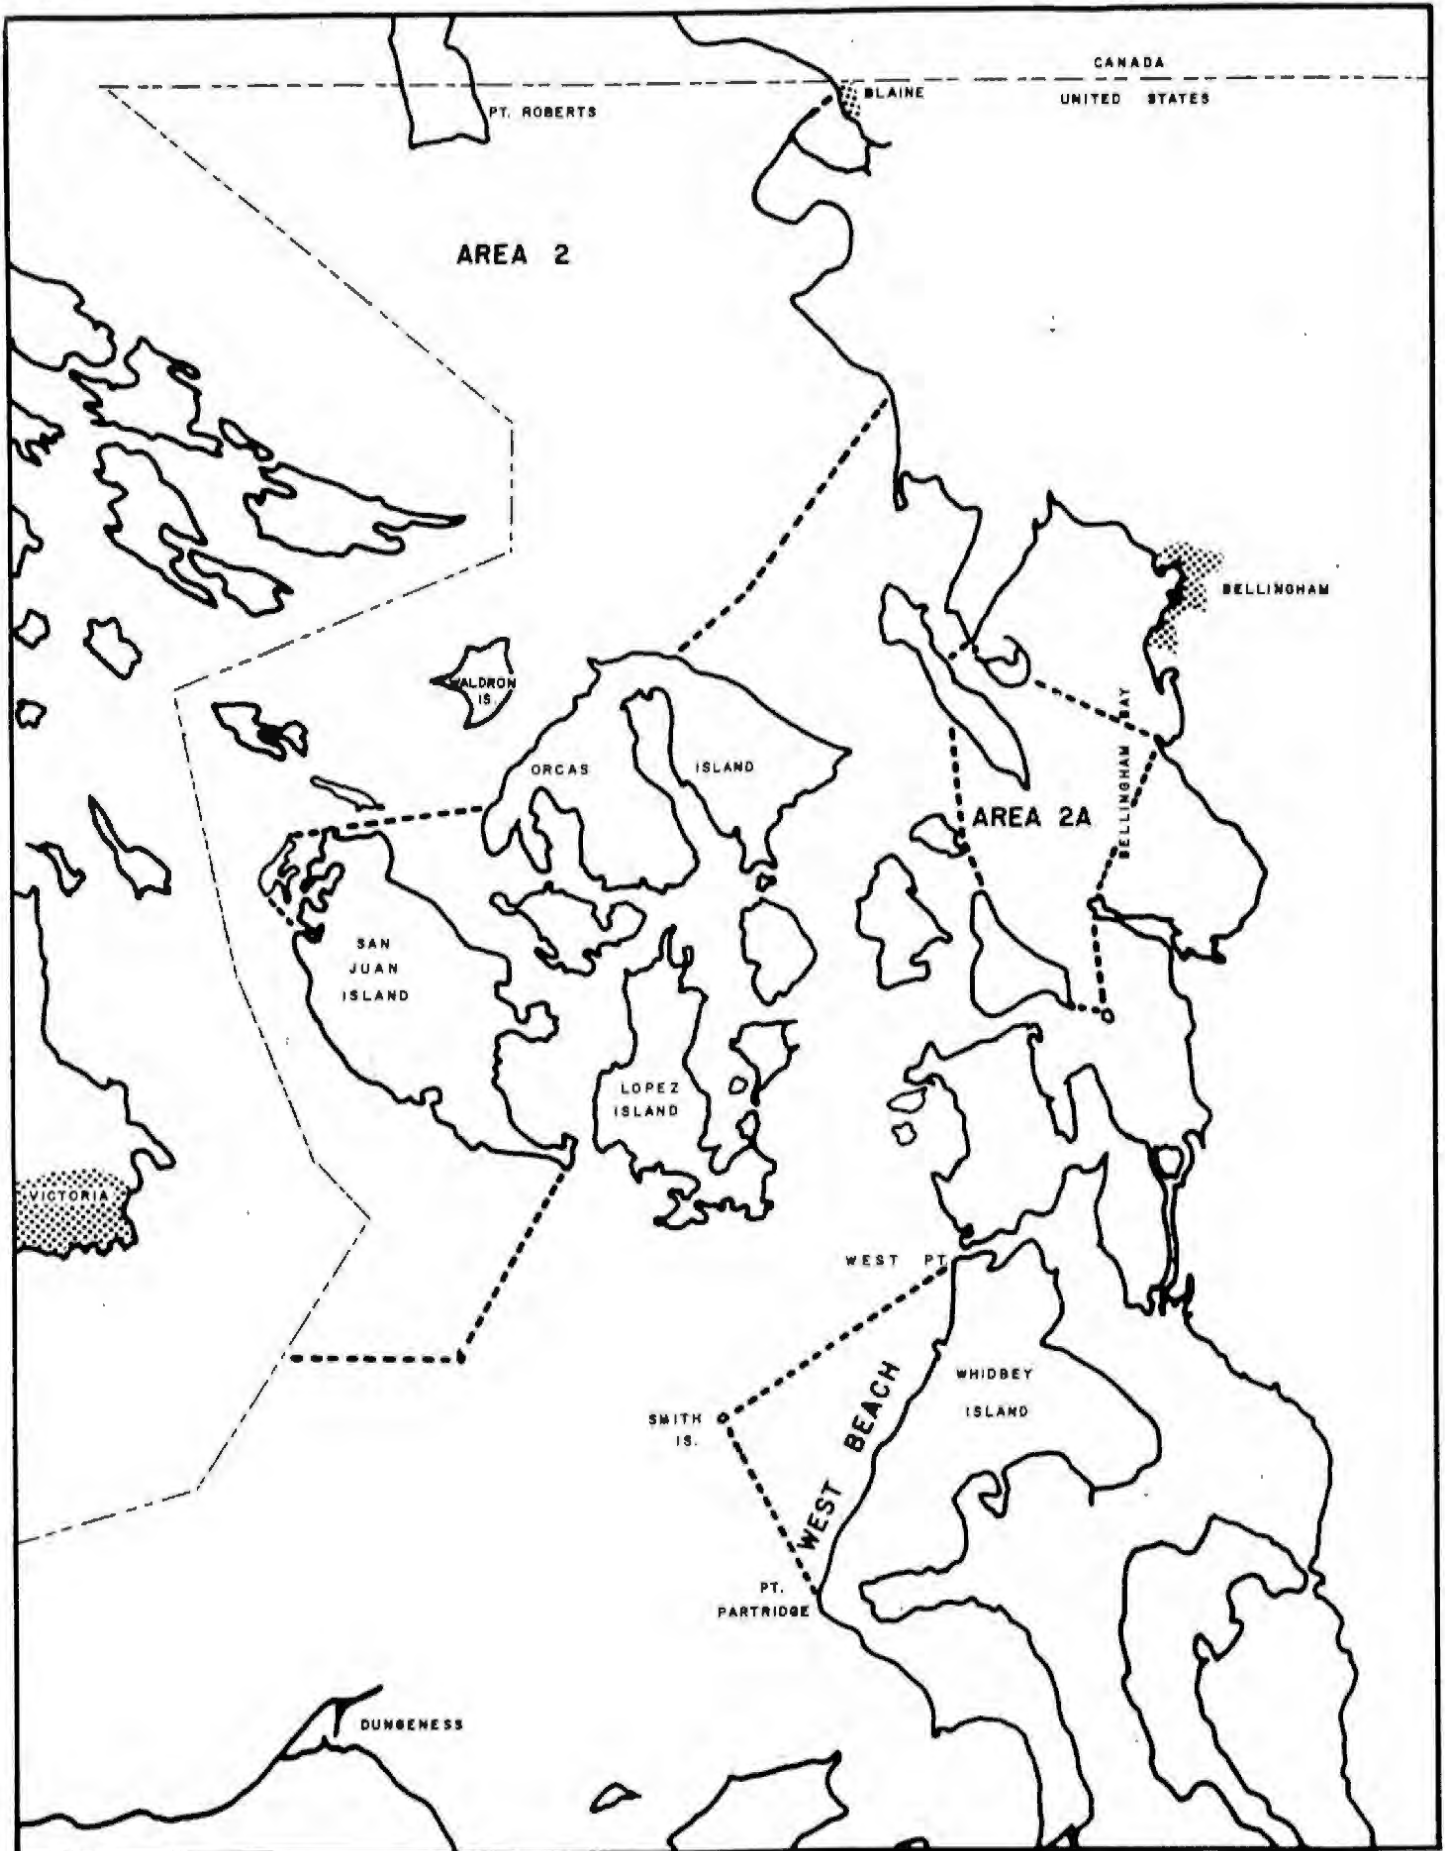 CANADA
BLAINE
UNITED STATES
PT. ROBERTS
AREA 2
BELLINGHAM
WALDRON
IS.
BELLINGHAM BAY
ORCAS ISLAND
AREA 2A
SAN
JUAN
ISLAND
LOPEZ
ISLAND
VICTORIA
WEST PT.
WHIDBEY
ISLAND
WEST BEACH
SMITH
IS.
PT.
PARTRIDGE
DUNGENESS